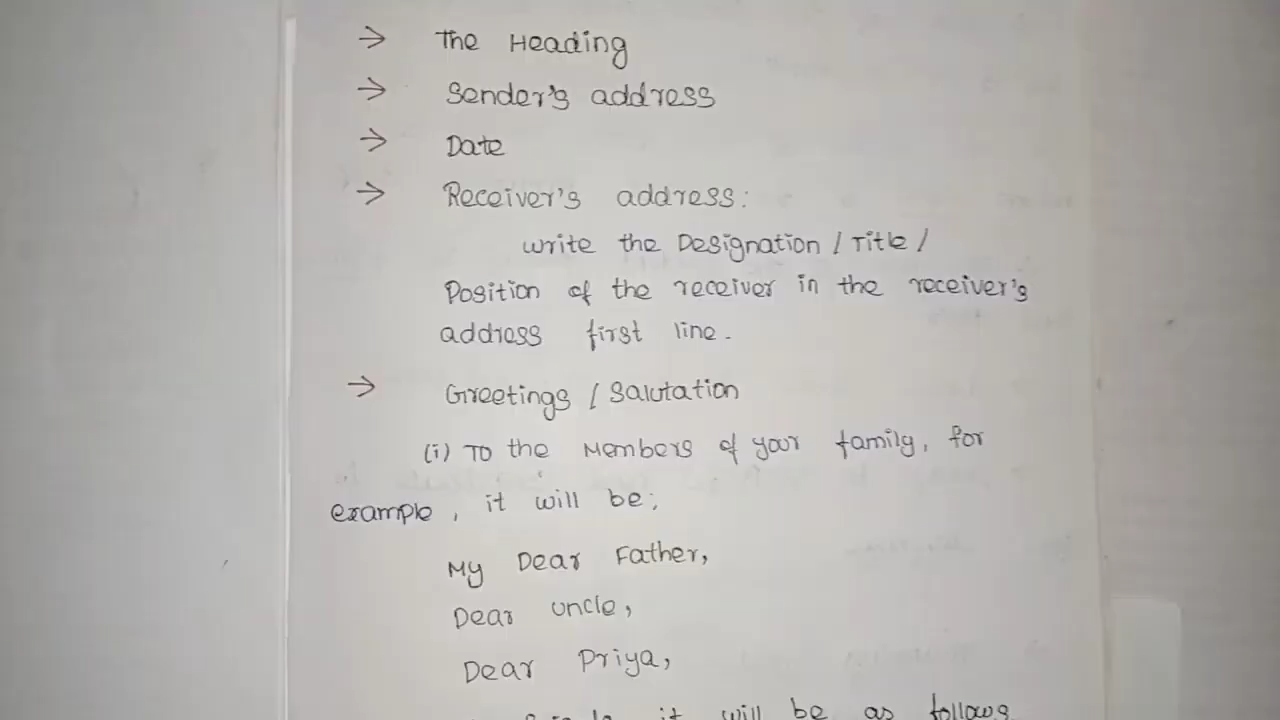 → The Heading
→ Sender's address
→ Date
→ Receiver's address:
write the Designation / Title /
Position of the receiver in the receiver's
address first line.
→ Greetings / Salutation
(i) To the Members of your family, for
example, it will be;
My Dear Father,
Dear uncle,
Dear Priya,
it will be as follows